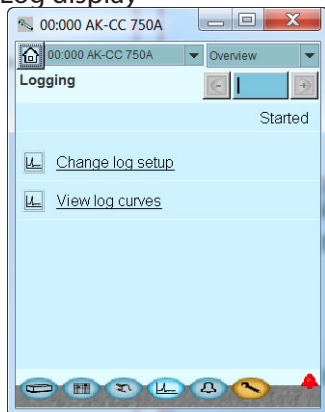 Log display
00:000 AK-CC 750A
00:000 AK-CC 750A Overview
Logging
Started
Change log setup
View log curves